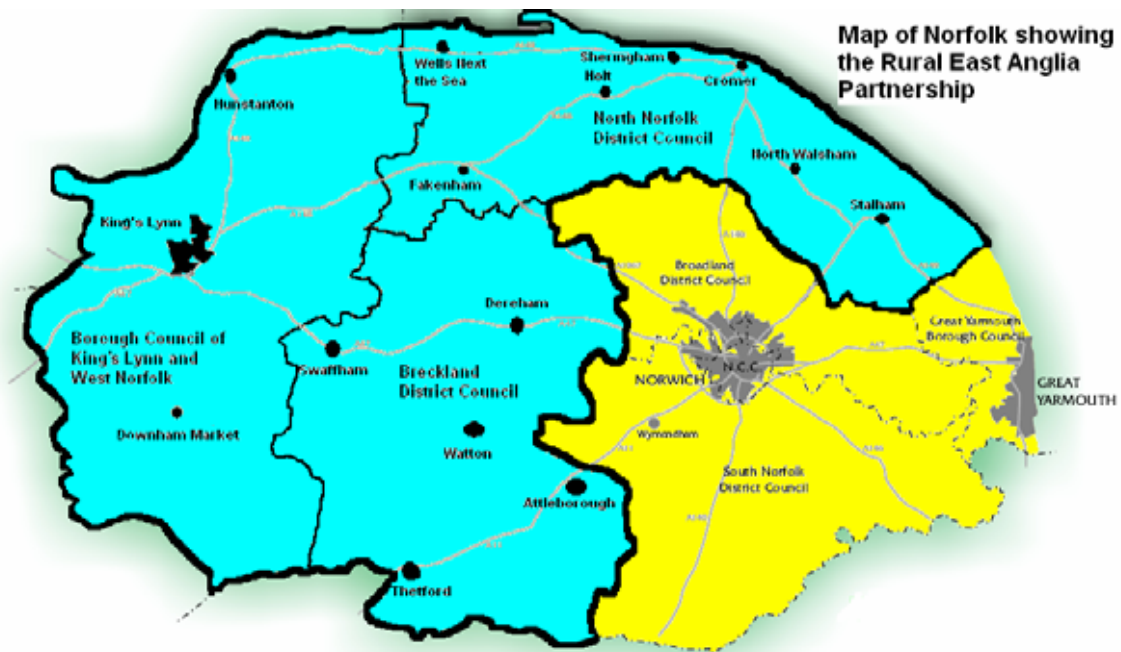 Map of Norfolk showing
the Rural East Anglia
Partnership
Wells Next
the Sea
Sheringham
Holt
Cromer
Hunstanton
North Norfolk
District Council
North Walsham
Fakenham
Stalham
King's Lynn
A140
Broadland
District Council
Dereham
Great Yarmouth
Borough Council
Borough Council of
King's Lynn and
West Norfolk
Swaffham
Breckland
District Council
NORWICH
N.C.C.
A47
GREAT
YARMOUTH
Downham Market
Wymondham
Watton
South Norfolk
District Council
Attleborough
A11
Thetford